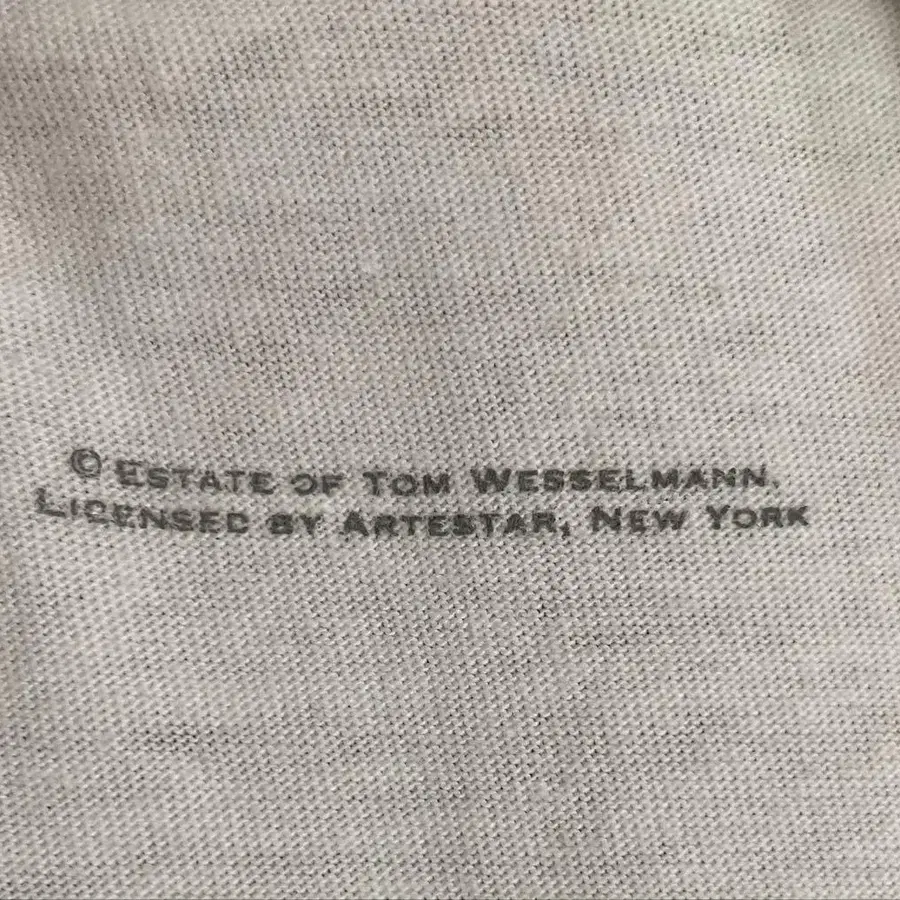 © ESTATE OF TOM WESSELMANN.
LICENSED BY ARTESTAR, NEW YORK